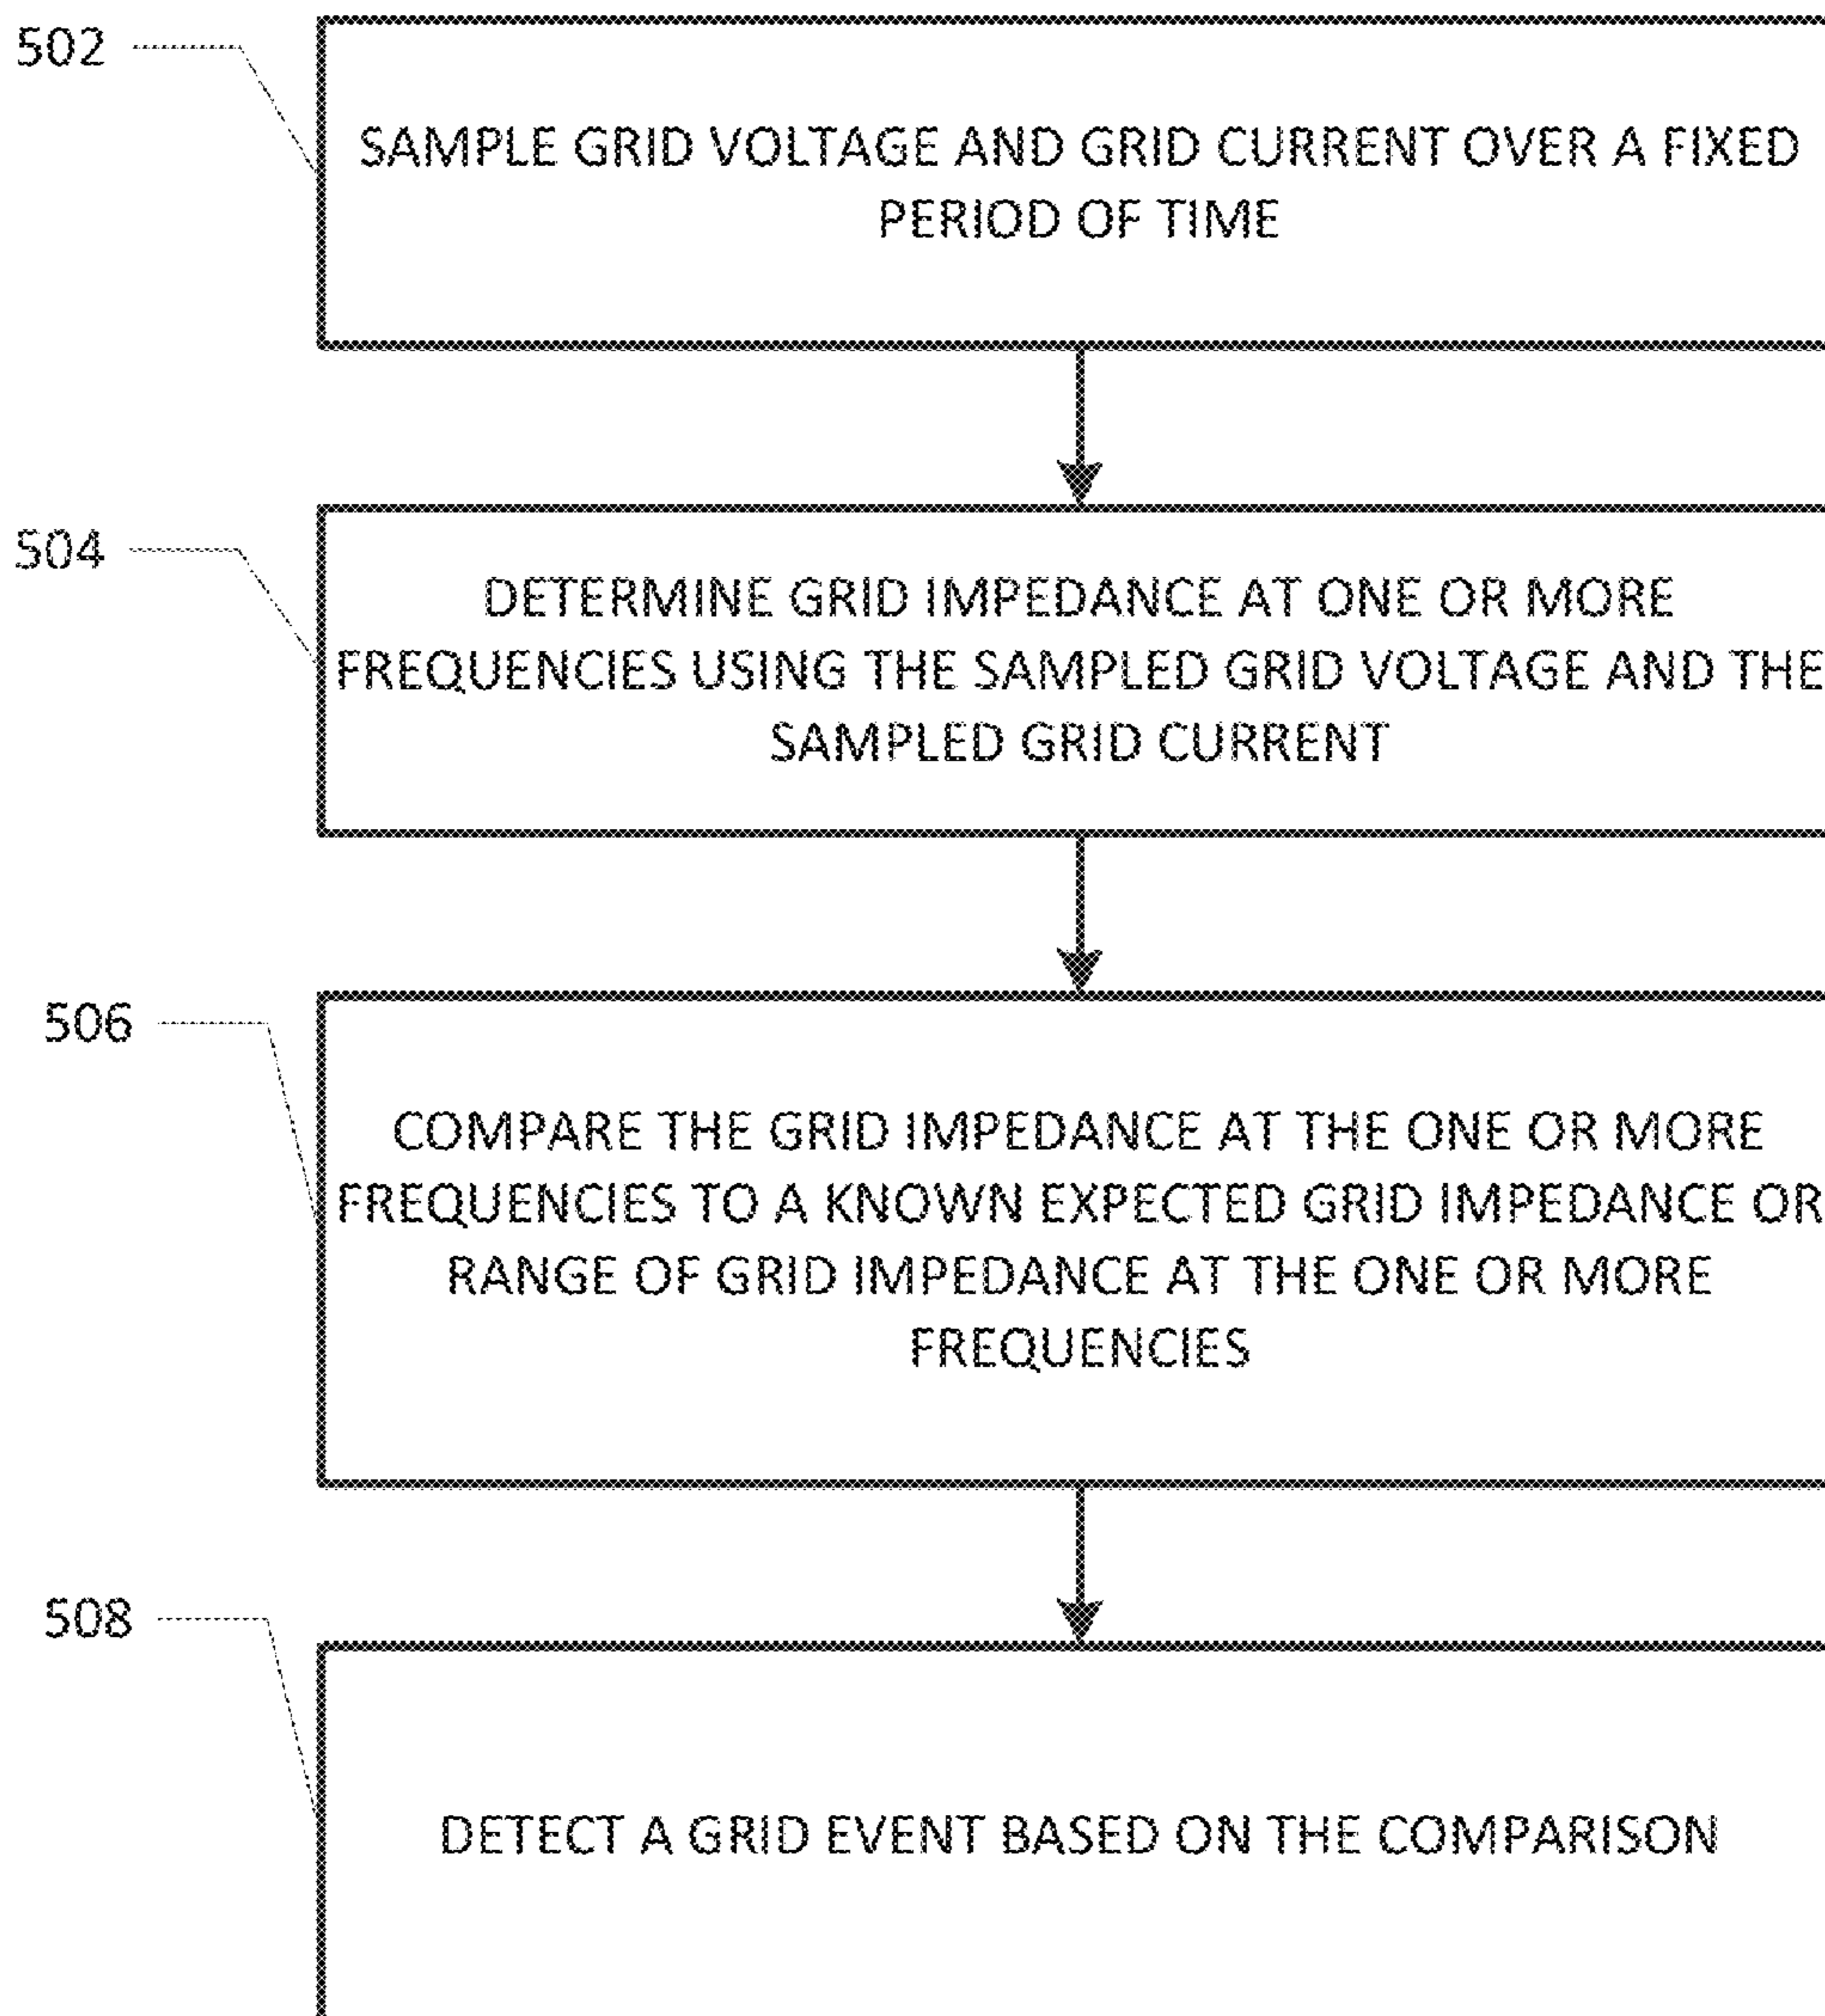 502
SAMPLE GRID VOLTAGE AND GRID CURRENT OVER A FIXED
PERIOD OF TIME
504
DETERMINE GRID IMPEDANCE AT ONE OR MORE
FREQUENCIES USING THE SAMPLED GRID VOLTAGE AND THE
SAMPLED GRID CURRENT
506
COMPARE THE GRID IMPEDANCE AT THE ONE OR MORE
FREQUENCIES TO A KNOWN EXPECTED GRID IMPEDANCE OR
RANGE OF GRID IMPEDANCE AT THE ONE OR MORE
FREQUENCIES
508
DETECT A GRID EVENT BASED ON THE COMPARISON